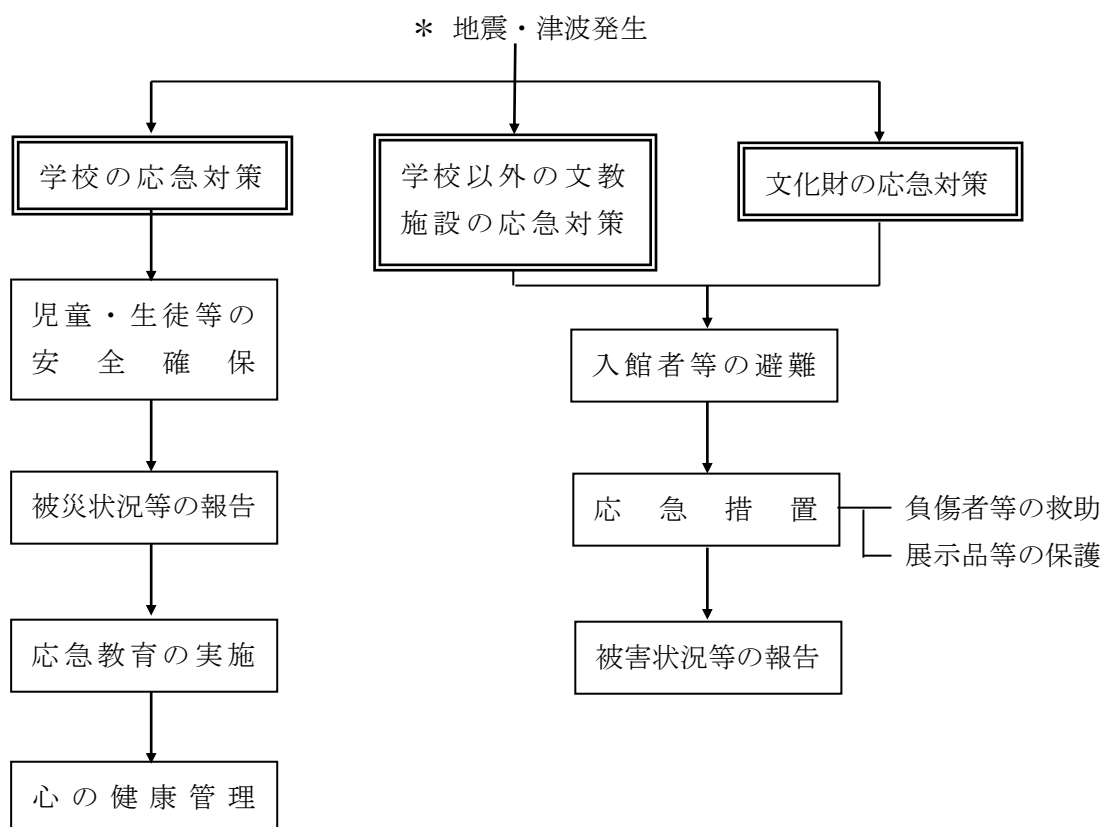 ＊ 地震・津波発生
学校の応急対策
学校以外の文教
施設の応急対策
文化財の応急対策
児童・生徒等の
安全確保
入館者等の避難
被災状況等の報告
応急措置
負傷者等の救助
展示品等の保護
応急教育の実施
被害状況等の報告
心の健康管理